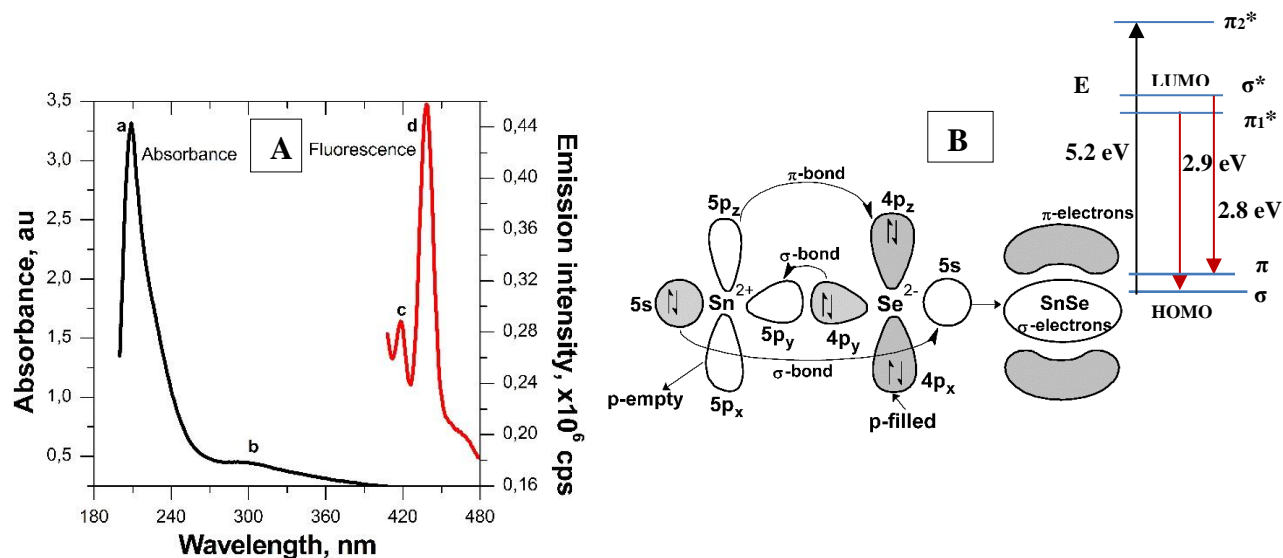 A
a
Absorbance
d
Fluorescence
c
b
3,5
3,0
2,5
2,0
1,5
1,0
0,5
Absorbance, au
0,44
0,48
0,36
0,32
0,28
0,24
0,20
0,16
Emission intensity, x10⁶ cps
180 240 300 360 420 480
Wavelength, nm
B
5pz
π-bond
4pz
σ-bond
5s
5s
Sn2+
5py
4py
Se2-
σ-bond
5px
p-empty
4px
p-filled
π-electrons
SnSe
σ-electrons
π2*
E
LUMO
σ*
π1*
5.2 eV
2.9 eV
2.8 eV
π
σ
HOMO